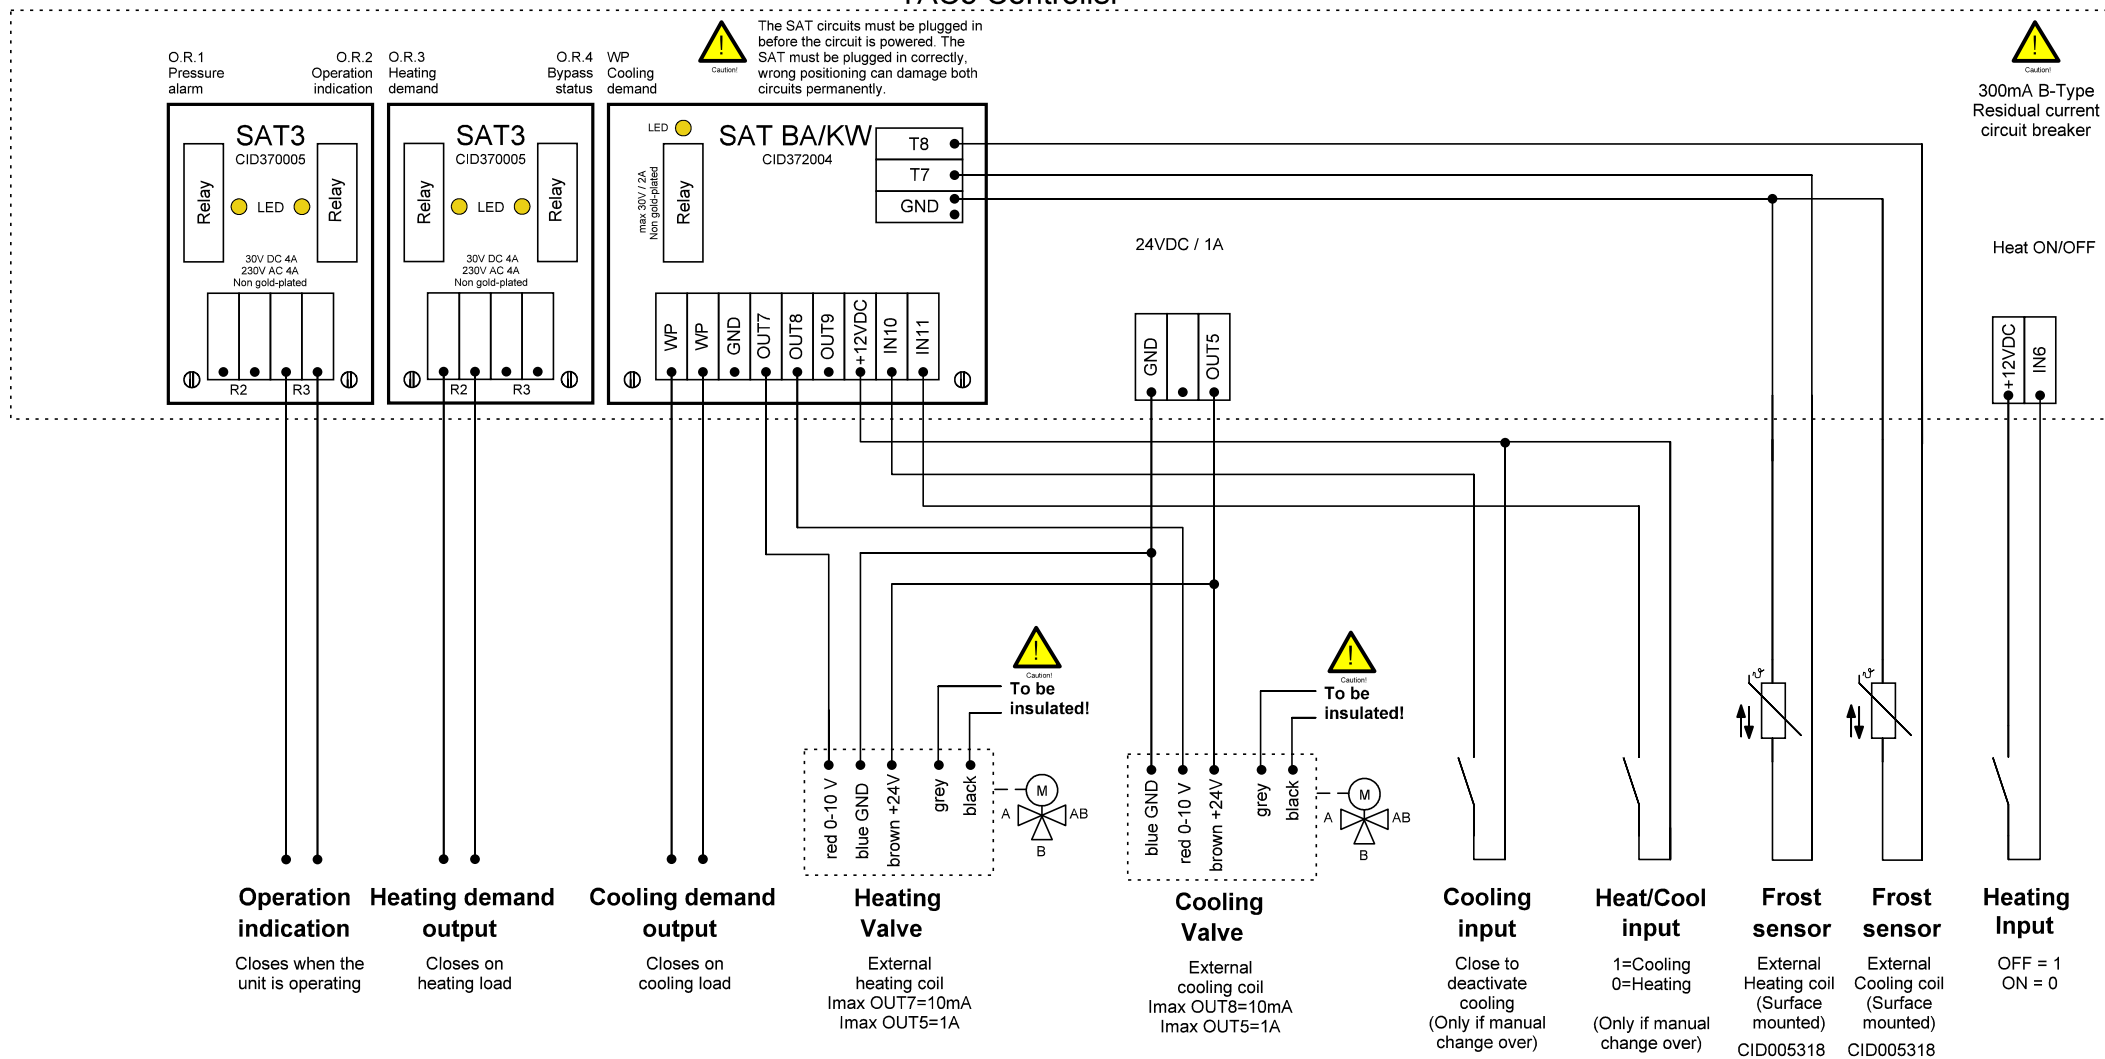 The SAT circuits must be plugged in
before the circuit is powered. The
SAT must be plugged in correctly,
wrong positioning can damage both
circuits permanently.
Caution!
Caution!
300mA B-Type
Residual current
circuit breaker
O.R.1
Pressure
alarm
O.R.2
Operation
indication
O.R.3
Heating
demand
O.R.4
Bypass
status
WP
Cooling
demand
SAT3
CID370005
Relay
LED
Relay
30V DC 4A
230V AC 4A
Non gold-plated
R2
R3
SAT3
CID370005
Relay
LED
Relay
30V DC 4A
230V AC 4A
Non gold-plated
R2
R3
LED
SAT BA/KW
CID372004
max 30V / 2A
Non gold-plated
Relay
T8
T7
GND
WP
WP
GND
OUT7
OUT8
OUT9
+12VDC
IN10
IN11
24VDC / 1A
GND
OUT5
Heat ON/OFF
+12VDC
IN6
Caution!
To be
insulated!
Caution!
To be
insulated!
red 0-10 V
blue GND
brown +24V
grey
black
M
A
AB
B
blue GND
red 0-10 V
brown +24V
grey
black
M
A
AB
B
ϑ
ϑ
Operation
indication
Closes when the
unit is operating
Heating demand
output
Closes on
heating load
Cooling demand
output
Closes on
cooling load
Heating
Valve
External
heating coil
Imax OUT7=10mA
Imax OUT5=1A
Cooling
Valve
External
cooling coil
Imax OUT8=10mA
Imax OUT5=1A
Cooling
input
Close to
deactivate
cooling
(Only if manual
change over)
Heat/Cool
input
1=Cooling
0=Heating
(Only if manual
change over)
Frost
sensor
External
Heating coil
(Surface
mounted)
CID005318
Frost
sensor
External
Cooling coil
(Surface
mounted)
CID005318
Heating
Input
OFF = 1
ON = 0